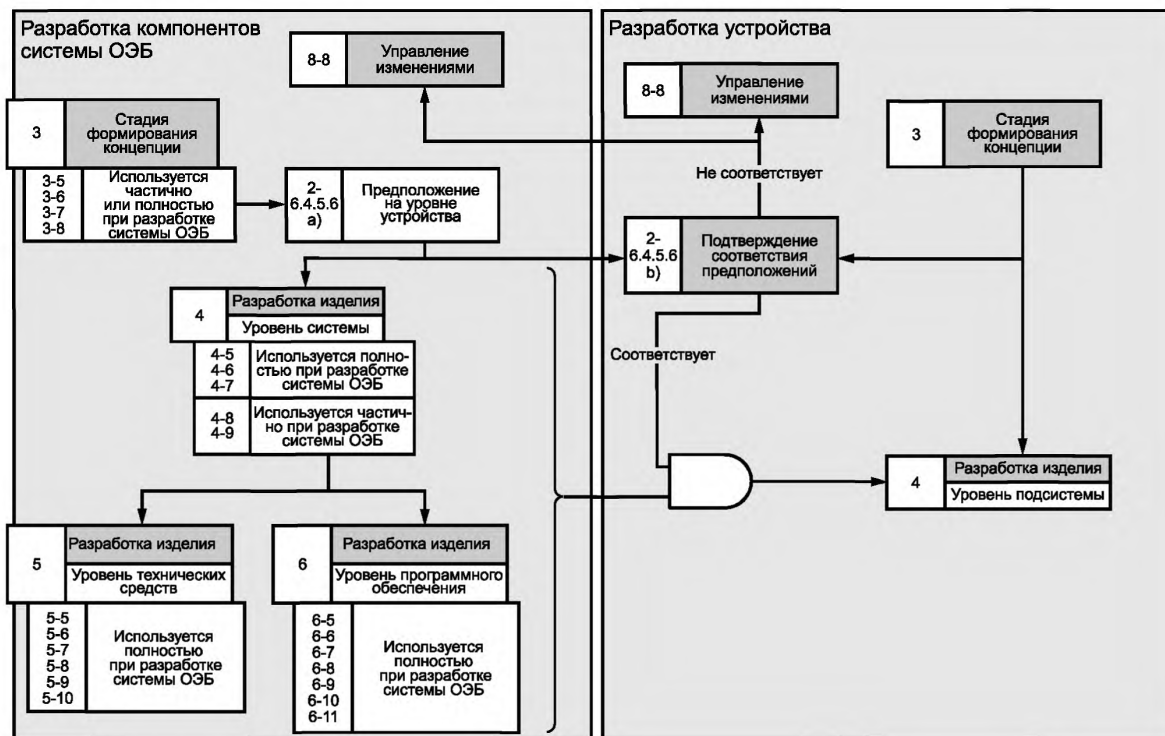 Разработка компонентов
системы ОЭБ
8-8
Управление
изменениями
3
Стадия
формирования
концепции
3-5
3-6
3-7
3-8
Используется
частично
или полностью
при разработке
системы ОЭБ
2-
6.4.5.6
a)
Предположение
на уровне
устройства
4
Разработка изделия
Уровень системы
4-5
4-6
4-7
Используется полно-
стью при разработке
системы ОЭБ
4-8
4-9
Используется частич-
но при разработке
системы ОЭБ
5
Разработка изделия
Уровень технических
средств
5-5
5-6
5-7
5-8
5-9
5-10
Используется
полностью
при разработке
системы ОЭБ
6
Разработка изделия
Уровень программного
обеспечения
6-5
6-6
6-7
6-8
6-9
6-10
6-11
Используется
полностью
при разработке
системы ОЭБ
Разработка устройства
8-8
Управление
изменениями
3
Стадия
формирования
концепции
Не соответствует
2-
6.4.5.6
b)
Подтверждение
соответствия
предположений
Соответствует
4
Разработка изделия
Уровень подсистемы